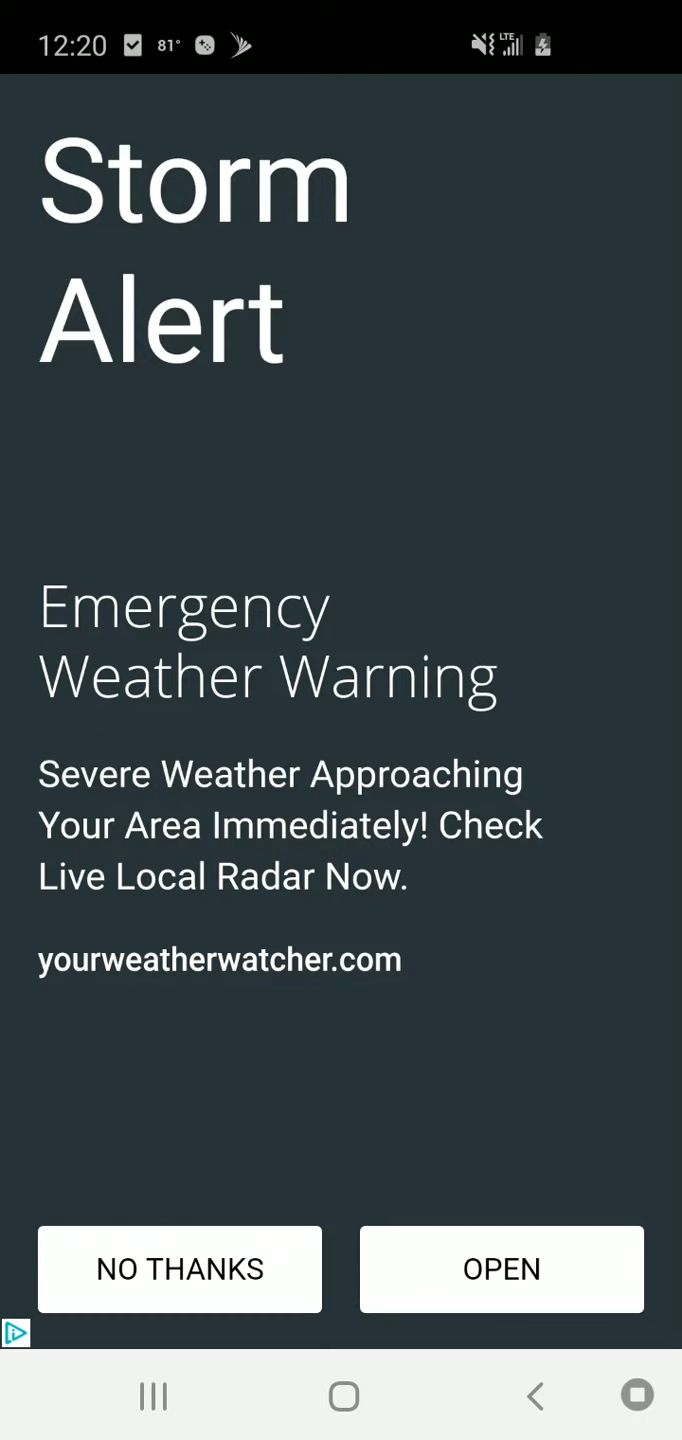 12:20 81° LTE
Storm
Alert
Emergency
Weather Warning
Severe Weather Approaching
Your Area Immediately! Check
Live Local Radar Now.
yourweatherwatcher.com
NO THANKS OPEN